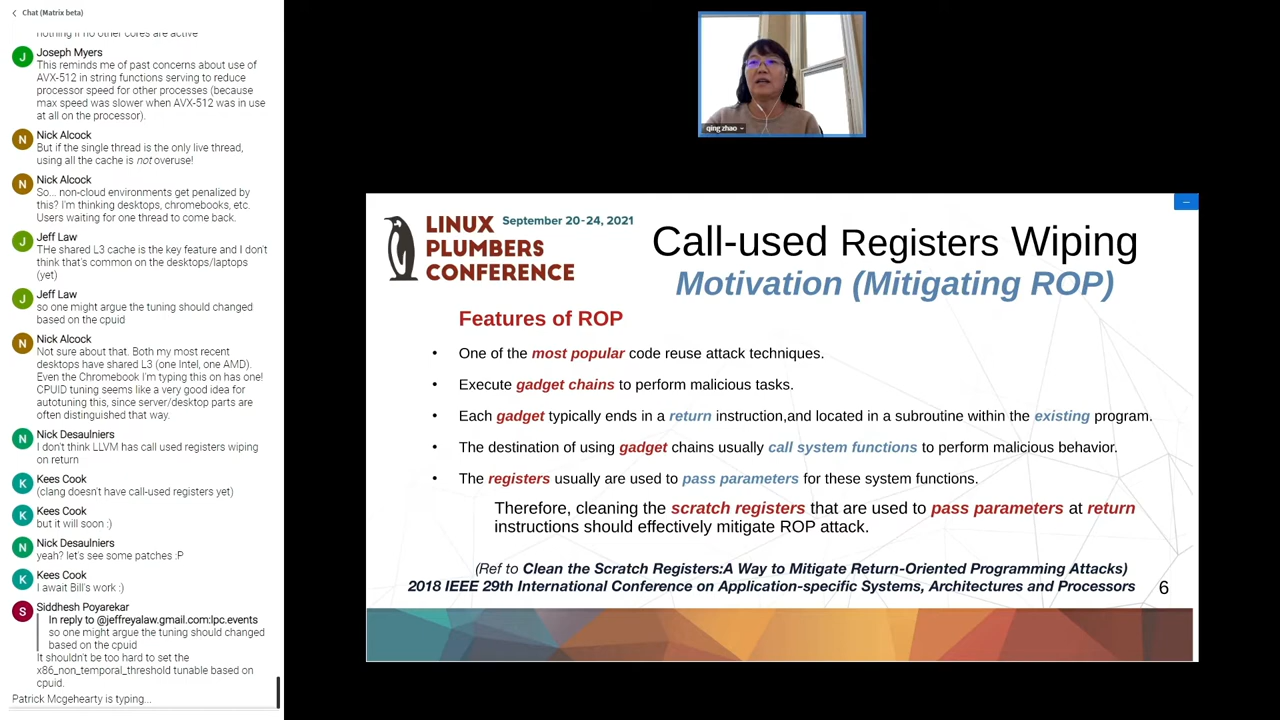 Chat (Matrix beta)
nothing if no other cores are active
J
Joseph Myers
This reminds me of past concerns about use of
AVX-512 in string functions serving to reduce
processor speed for other processes (because
max speed was slower when AVX-512 was in use
at all on the processor).
N
Nick Alcock
But if the single thread is the only live thread,
using all the cache is not overuse!
N
Nick Alcock
So... non-cloud environments get penalized by
this? I'm thinking desktops, chromebooks, etc.
Users waiting for one thread to come back.
J
Jeff Law
THe shared L3 cache is the key feature and I don't
think that's common on the desktops/laptops
(yet)
J
Jeff Law
so one might argue the tuning should changed
based on the cpuid
N
Nick Alcock
Not sure about that. Both my most recent
desktops have shared L3 (one Intel, one AMD).
Even the Chromebook I'm typing this on has one!
CPUID tuning seems like a very good idea for
autotuning this, since server/desktop parts are
often distinguished that way.
N
Nick Desaulniers
I don't think LLVM has call used registers wiping
on return
K
Kees Cook
(clang doesn't have call-used registers yet)
K
Kees Cook
but it will soon :)
N
Nick Desaulniers
yeah? let's see some patches :P
K
Kees Cook
I await Bill's work :)
S
Siddhesh Poyarekar
In reply to @jeffreyalaw.gmail.com:lpc.events
so one might argue the tuning should changed
based on the cpuid
It shouldn't be too hard to set the
x86_non_temporal_threshold tunable based on
cpuid.
Patrick Mcgehearty is typing...
qing zhao
LINUX
PLUMBERS
CONFERENCE
September 20-24, 2021
Call-used Registers Wiping
Motivation (Mitigating ROP)
Features of ROP
• One of the most popular code reuse attack techniques.
• Execute gadget chains to perform malicious tasks.
• Each gadget typically ends in a return instruction,and located in a subroutine within the existing program.
• The destination of using gadget chains usually call system functions to perform malicious behavior.
• The registers usually are used to pass parameters for these system functions.
Therefore, cleaning the scratch registers that are used to pass parameters at return
instructions should effectively mitigate ROP attack.
(Ref to Clean the Scratch Registers:A Way to Mitigate Return-Oriented Programming Attacks)
2018 IEEE 29th International Conference on Application-specific Systems, Architectures and Processors
6